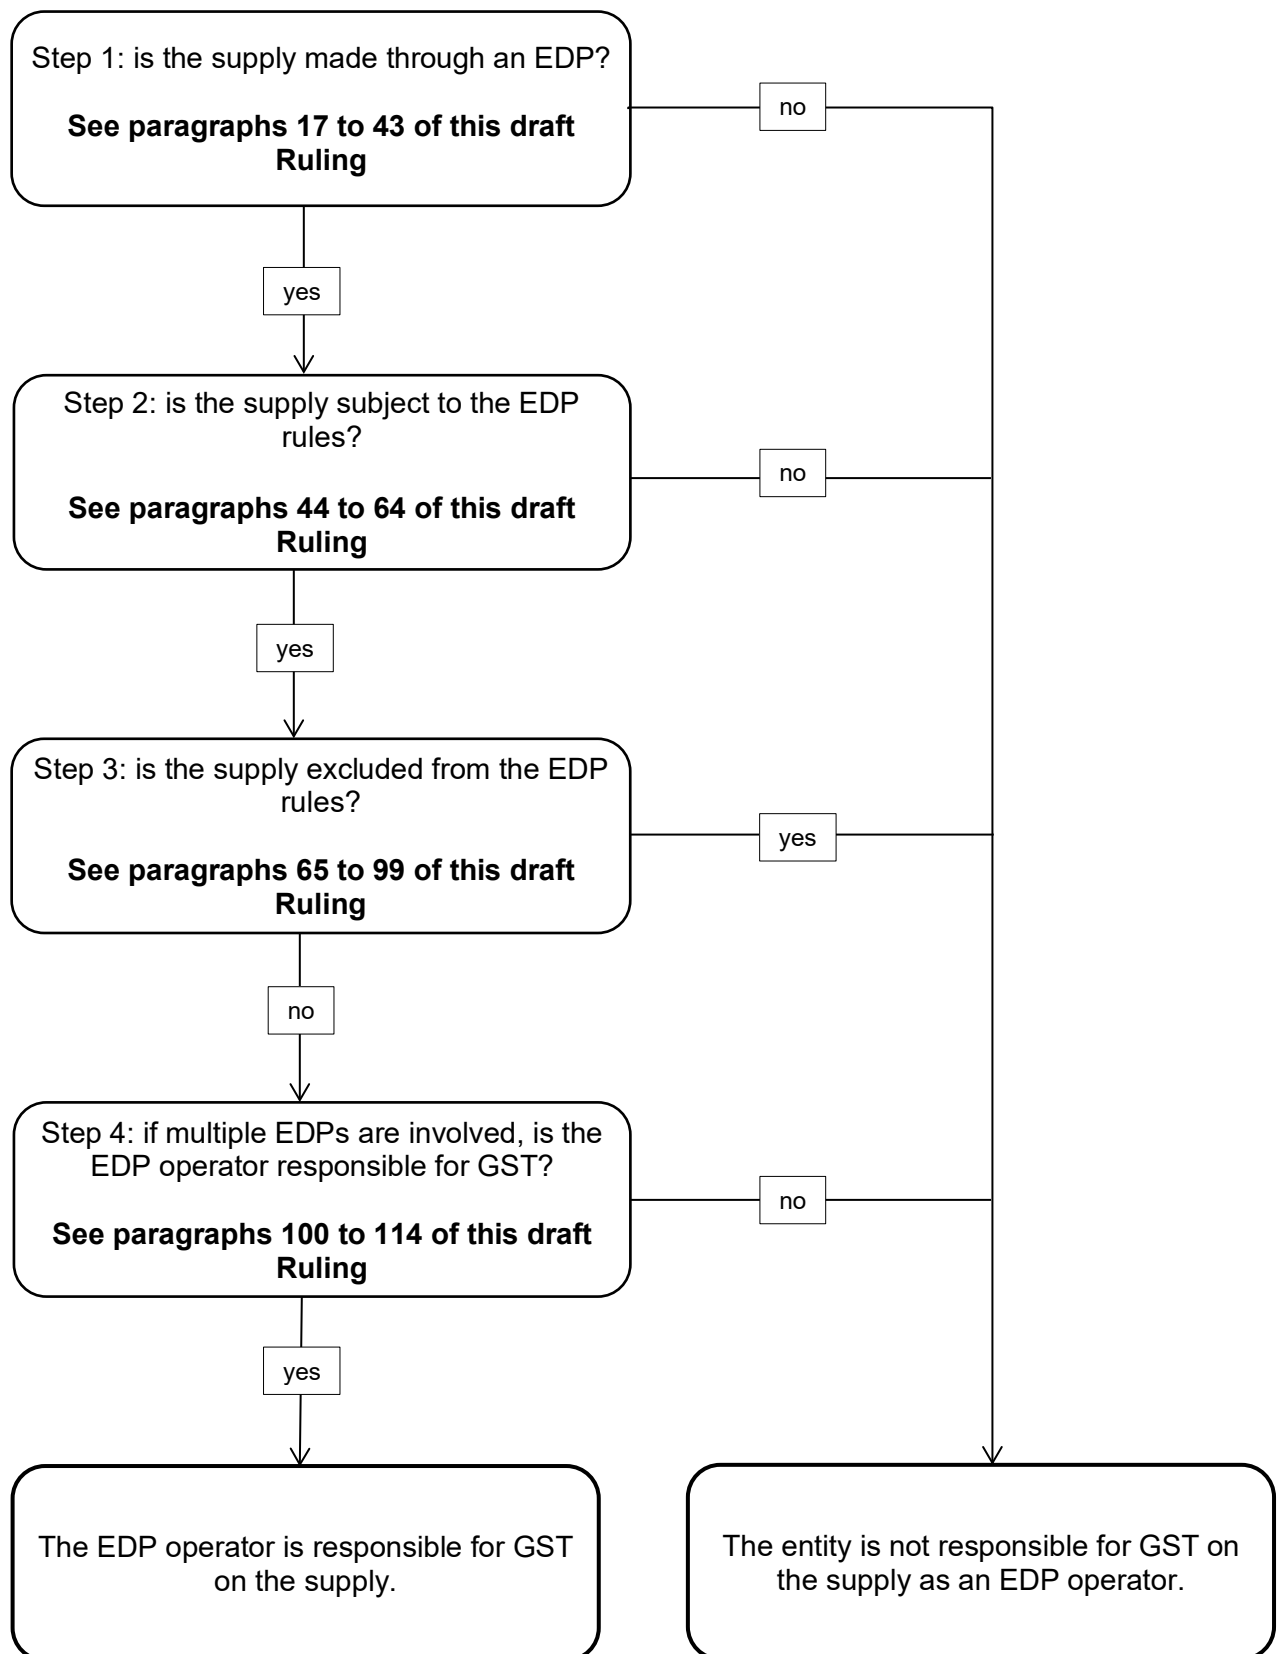 Step 1: is the supply made through an EDP?
See paragraphs 17 to 43 of this draft
Ruling
no
yes
Step 2: is the supply subject to the EDP
rules?
See paragraphs 44 to 64 of this draft
Ruling
no
yes
Step 3: is the supply excluded from the EDP
rules?
See paragraphs 65 to 99 of this draft
Ruling
yes
no
Step 4: if multiple EDPs are involved, is the
EDP operator responsible for GST?
See paragraphs 100 to 114 of this draft
Ruling
no
yes
The EDP operator is responsible for GST
on the supply.
The entity is not responsible for GST on
the supply as an EDP operator.